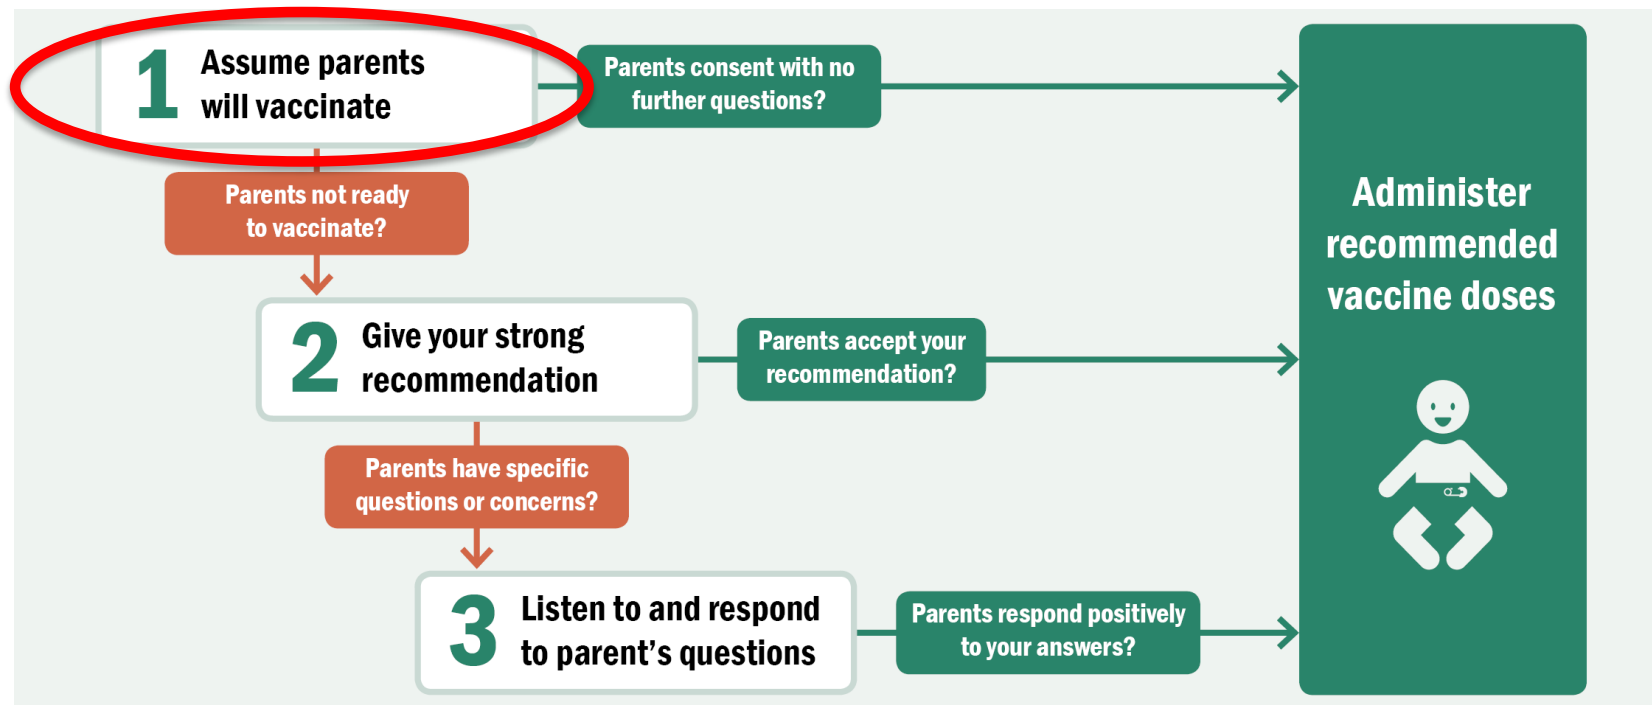 1
Assume parents
will vaccinate
Parents consent with no
further questions?
Parents not ready
to vaccinate?
2
Give your strong
recommendation
Parents accept your
recommendation?
Parents have specific
questions or concerns?
3
Listen to and respond
to parent’s questions
Parents respond positively
to your answers?
Administer
recommended
vaccine doses